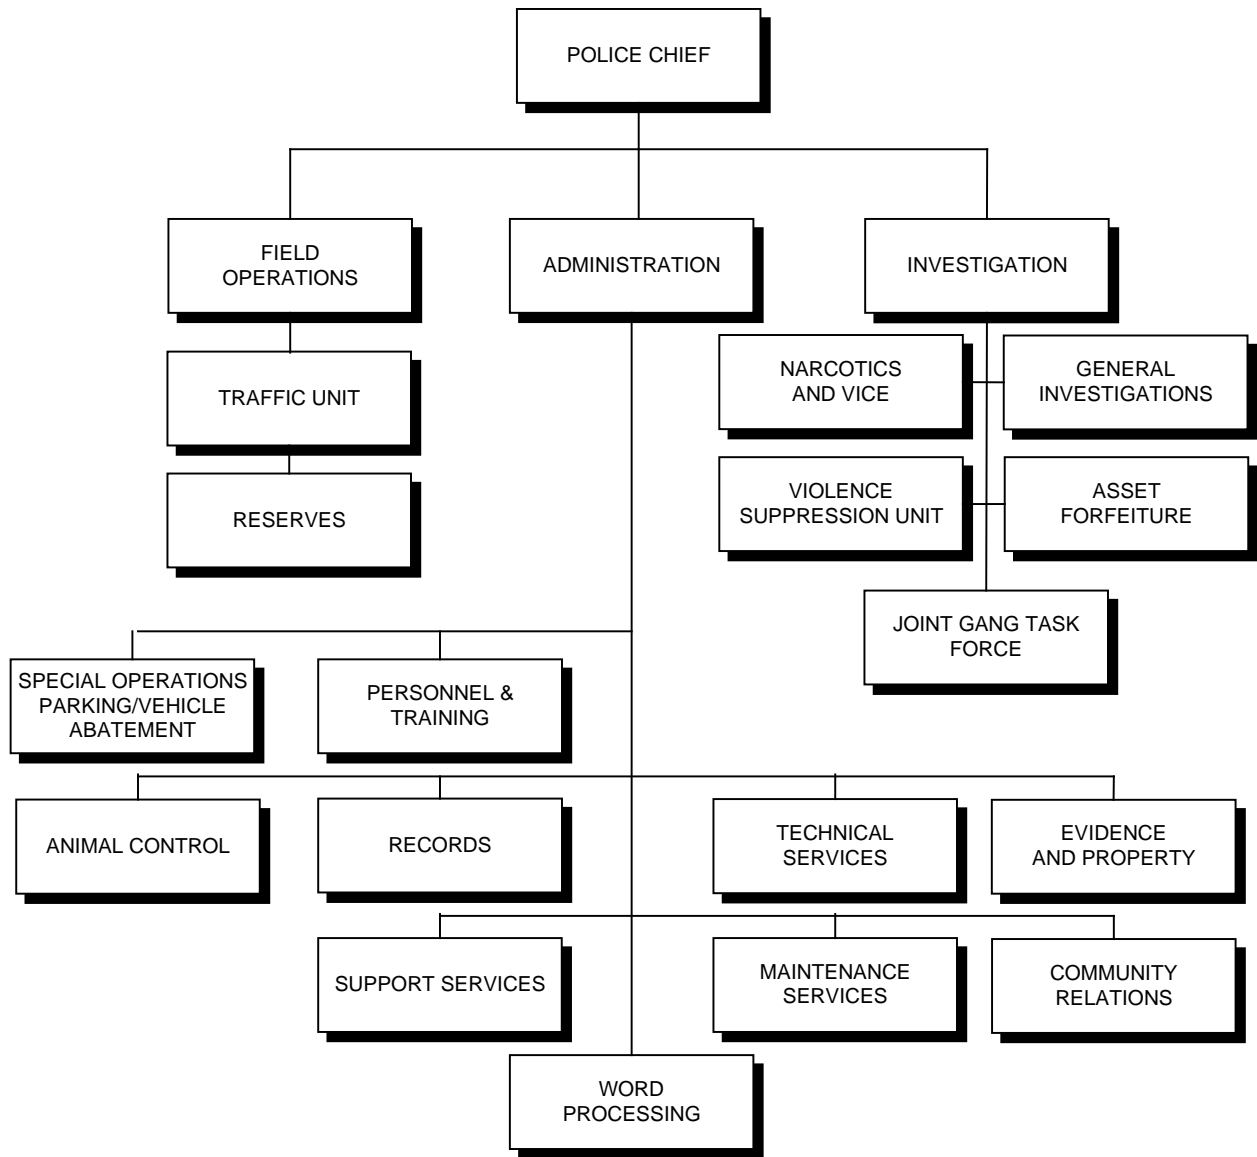 POLICE CHIEF
FIELD
OPERATIONS
ADMINISTRATION
INVESTIGATION
TRAFFIC UNIT
RESERVES
NARCOTICS
AND VICE
GENERAL
INVESTIGATIONS
VIOLENCE
SUPPRESSION UNIT
ASSET
FORFEITURE
JOINT GANG TASK
FORCE
SPECIAL OPERATIONS
PARKING/VEHICLE
ABATEMENT
PERSONNEL &
TRAINING
ANIMAL CONTROL
RECORDS
TECHNICAL
SERVICES
EVIDENCE
AND PROPERTY
SUPPORT SERVICES
MAINTENANCE
SERVICES
COMMUNITY
RELATIONS
WORD
PROCESSING